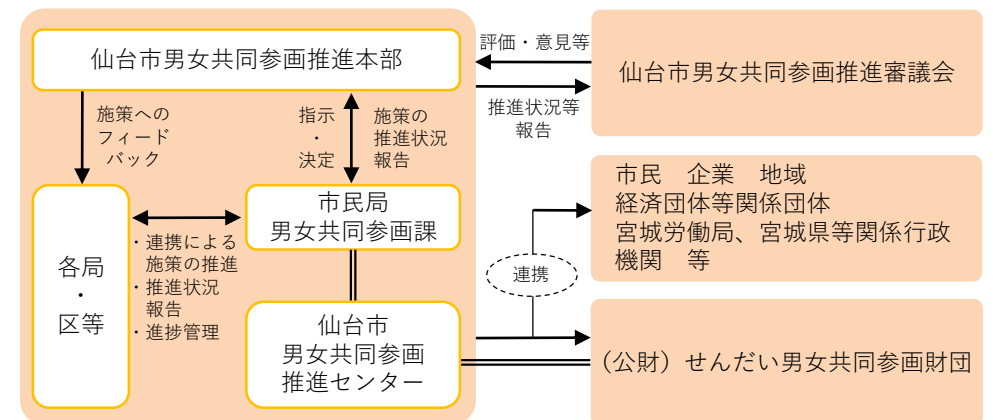 仙台市男女共同参画推進本部
評価・意見等
推進状況等
報告
仙台市男女共同参画推進審議会
施策への
フィード
バック
指示
・
決定
施策の
推進状況
報告
各局
・
区等
・連携による
施策の推進
・推進状況
報告
・進捗管理
市民局
男女共同参画課
仙台市
男女共同参画
推進センター
連携
市民　企業　地域
経済団体等関係団体
宮城労働局、宮城県等関係行政
機関　等
（公財）せんだい男女共同参画財団